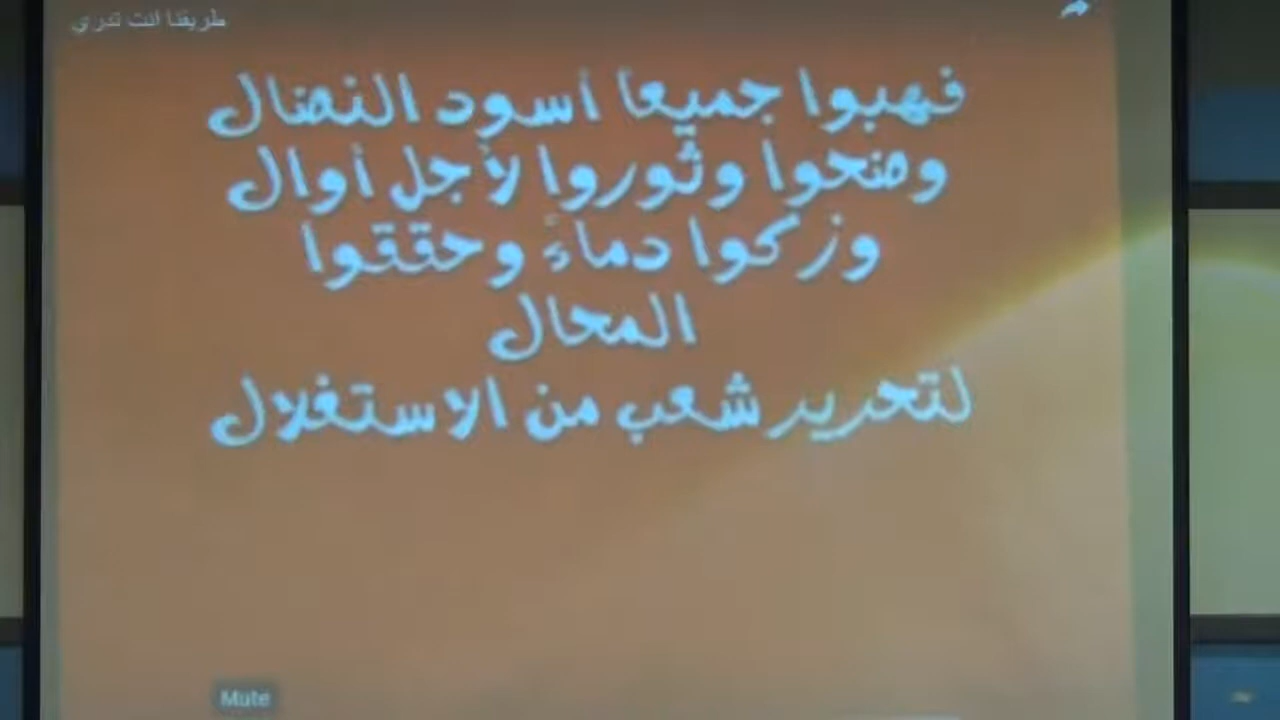 طريقنا أنت تدري
فهبوا جميعا أسود النضال
وضحوا وثوروا لأجل أوال
وزكوا دماءً وحققوا
المحال
لتحرير شعب من الاستغلال
Mute